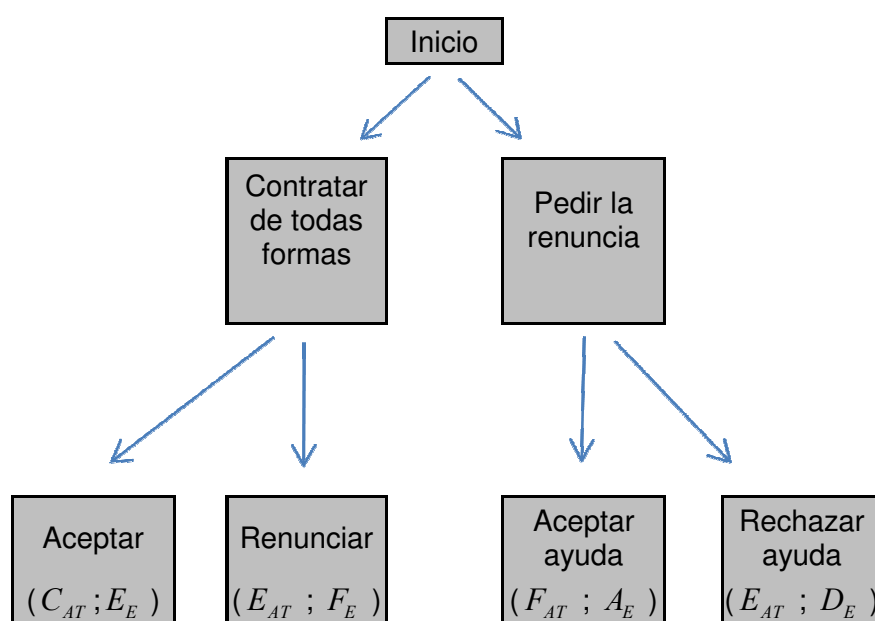 Inicio
Contratar
de todas
formas
Pedir la
renuncia
Aceptar
(C_AT ; E_E )
Renunciar
(E_AT ; F_E )
Aceptar
ayuda
(F_AT ; A_E )
Rechazar
ayuda
(E_AT ; D_E )